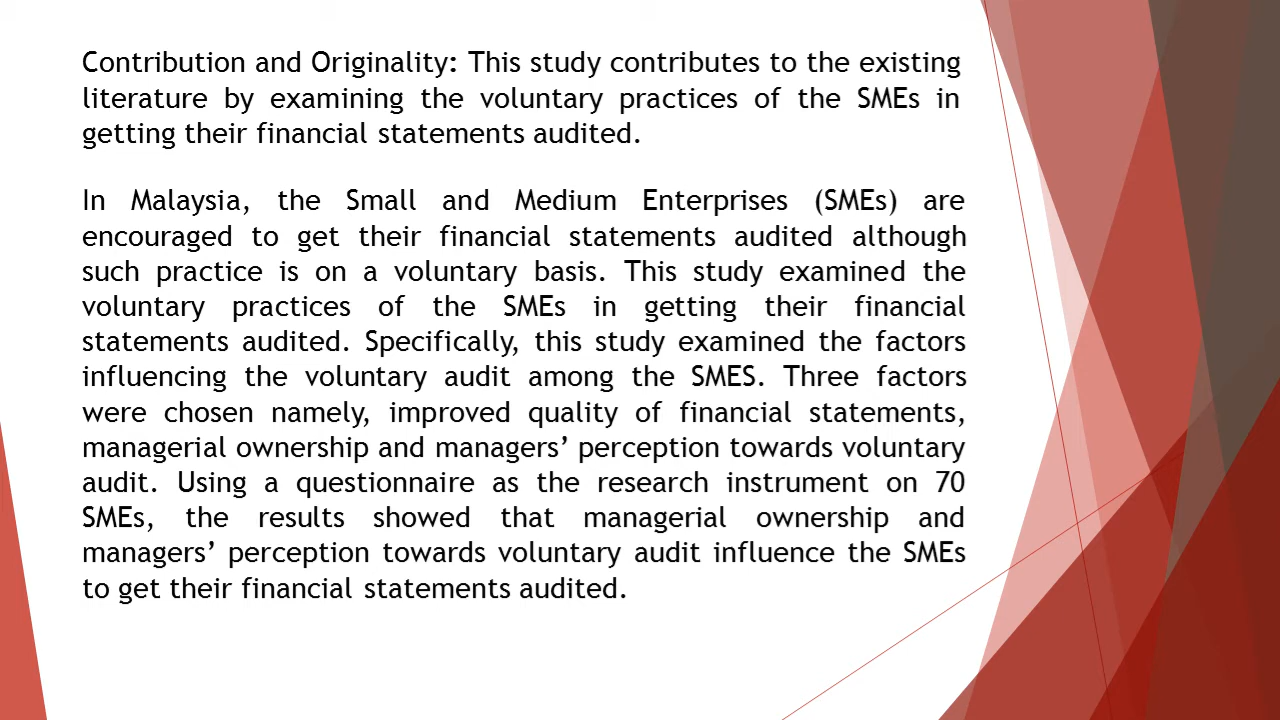 Contribution and Originality: This study contributes to the existing
literature by examining the voluntary practices of the SMEs in
getting their financial statements audited.
In Malaysia, the Small and Medium Enterprises (SMEs) are
encouraged to get their financial statements audited although
such practice is on a voluntary basis. This study examined the
voluntary practices of the SMEs in getting their financial
statements audited. Specifically, this study examined the factors
influencing the voluntary audit among the SMES. Three factors
were chosen namely, improved quality of financial statements,
managerial ownership and managers’ perception towards voluntary
audit. Using a questionnaire as the research instrument on 70
SMEs, the results showed that managerial ownership and
managers’ perception towards voluntary audit influence the SMEs
to get their financial statements audited.